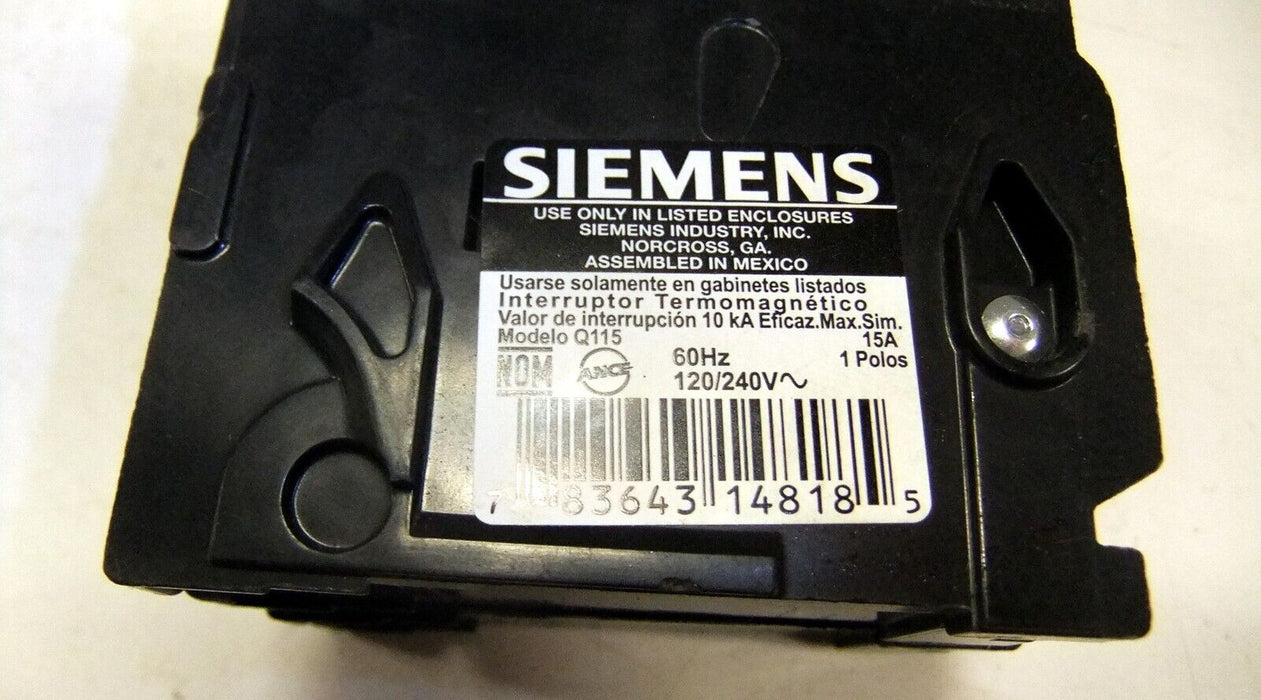 SIEMENS
USE ONLY IN LISTED ENCLOSURES
SIEMENS INDUSTRY, INC.
NORCROSS, GA.
ASSEMBLED IN MEXICO
Usarse solamente en gabinetes listados
Interruptor Termomagnético
Valor de interrupción 10 kA Eficaz.Max.Sim.
Modelo Q115 15A
NOM ANCE 60Hz 1 Polos
120/240V~
7 83643 14818 5